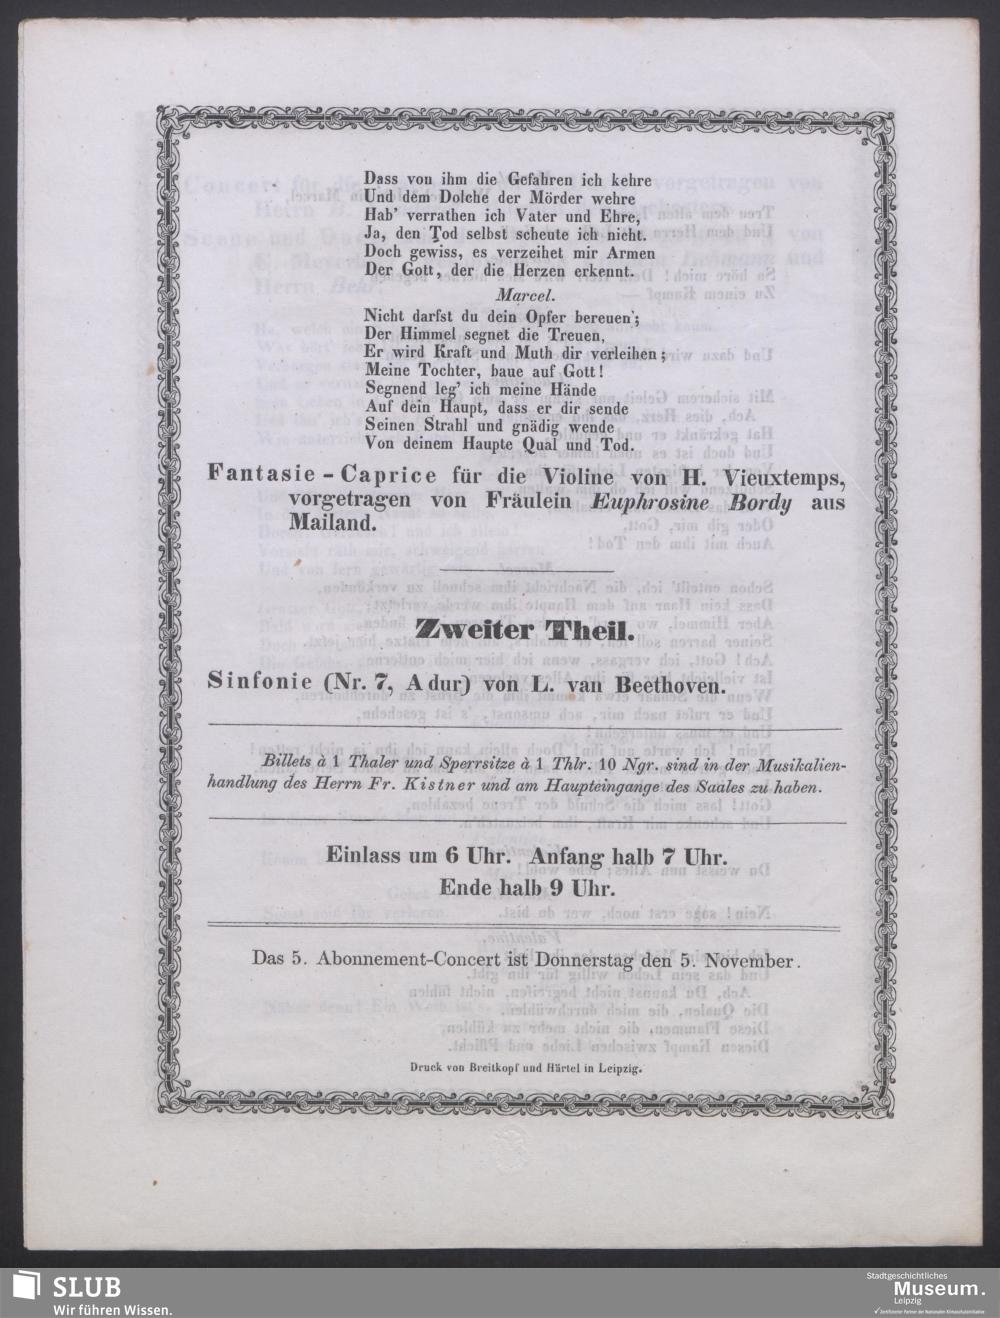 Dass von ihm die Gefahren ich kehre
Und dem Dolche der Mörder wehre
Hab' verrathen ich Vater und Ehre,
Ja, den Tod selbst scheute ich nicht.
Doch gewiss, es verzeihet mir Armen
Der Gott, der die Herzen erkennt.
Marcel.
Nicht darfst du dein Opfer bereuen;
Der Himmel segnet die Treuen,
Er wird Kraft und Muth dir verleihen;
Meine Tochter, baue auf Gott!
Segnend leg' ich meine Hände
Auf dein Haupt, dass er dir sende
Seinen Strahl und gnädig wende
Von deinem Haupte Qual und Tod.
Fantasie-Caprice für die Violine von H. Vieuxtemps,
vorgetragen von Fräulein Euphrosine Bordy aus
Mailand.
Zweiter Theil.
Sinfonie (Nr. 7, A dur) von L. van Beethoven.
Billets à 1 Thaler und Sperrsitze à 1 Thlr. 10 Ngr. sind in der Musikalien-
handlung des Herrn Fr. Kistner und am Haupteingange des Saales zu haben.
Einlass um 6 Uhr. Anfang halb 7 Uhr.
Ende halb 9 Uhr.
Das 5. Abonnement-Concert ist Donnerstag den 5. November.
Druck von Breitkopf und Härtel in Leipzig.
SLUB
Wir führen Wissen.
Stadtgeschichtliches
Museum.
Leipzig
Zertifizierter Partner der Nationalen Klimaschutzinitiative